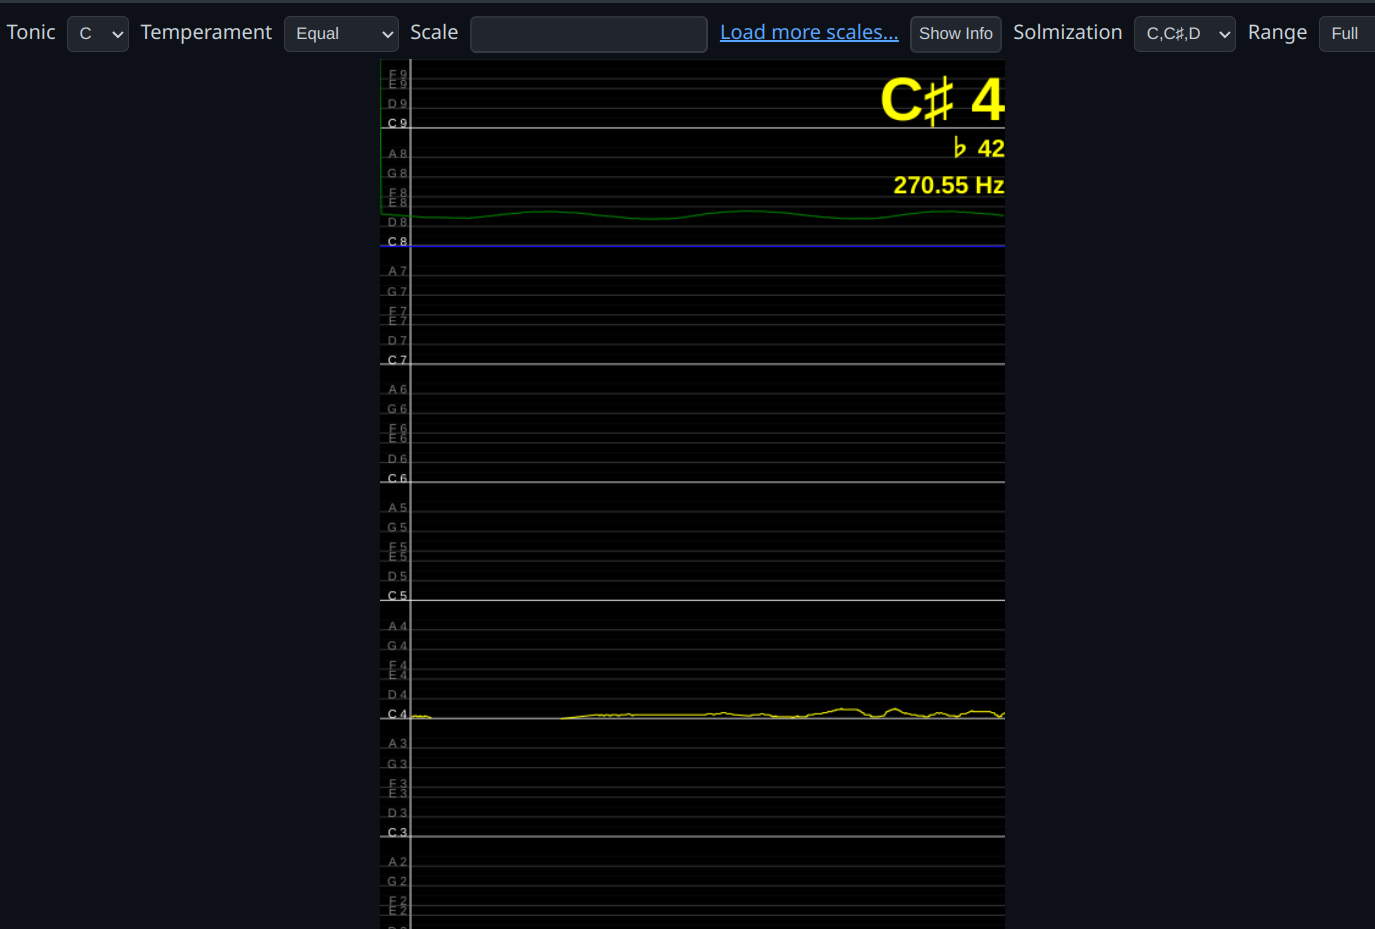 Tonic C Temperament Equal Scale Load more scales... Show Info Solmization C,C♯,D Range Full
F 9
E 9
D 9
C 9
A 8
G 8
F 8
E 8
D 8
C 8
A 7
G 7
F 7
E 7
D 7
C 7
A 6
G 6
F 6
E 6
D 6
C 6
A 5
G 5
F 5
E 5
D 5
C 5
A 4
G 4
F 4
E 4
D 4
C 4
A 3
G 3
F 3
E 3
D 3
C 3
A 2
G 2
F 2
E 2
C♯ 4
♭ 42
270.55 Hz